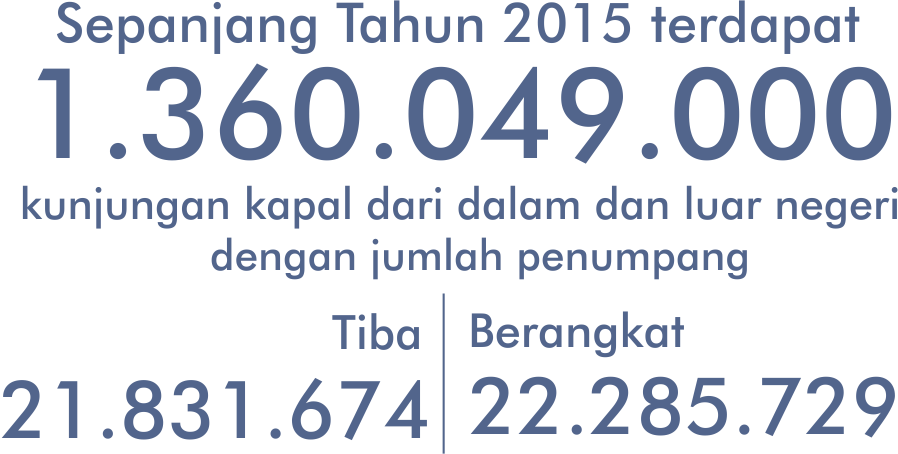 Sepanjang Tahun 2015 terdapat
1.360.049.000
kunjungan kapal dari dalam dan luar negeri
dengan jumlah penumpang
Tiba
21.831.674
Berangkat
22.285.729